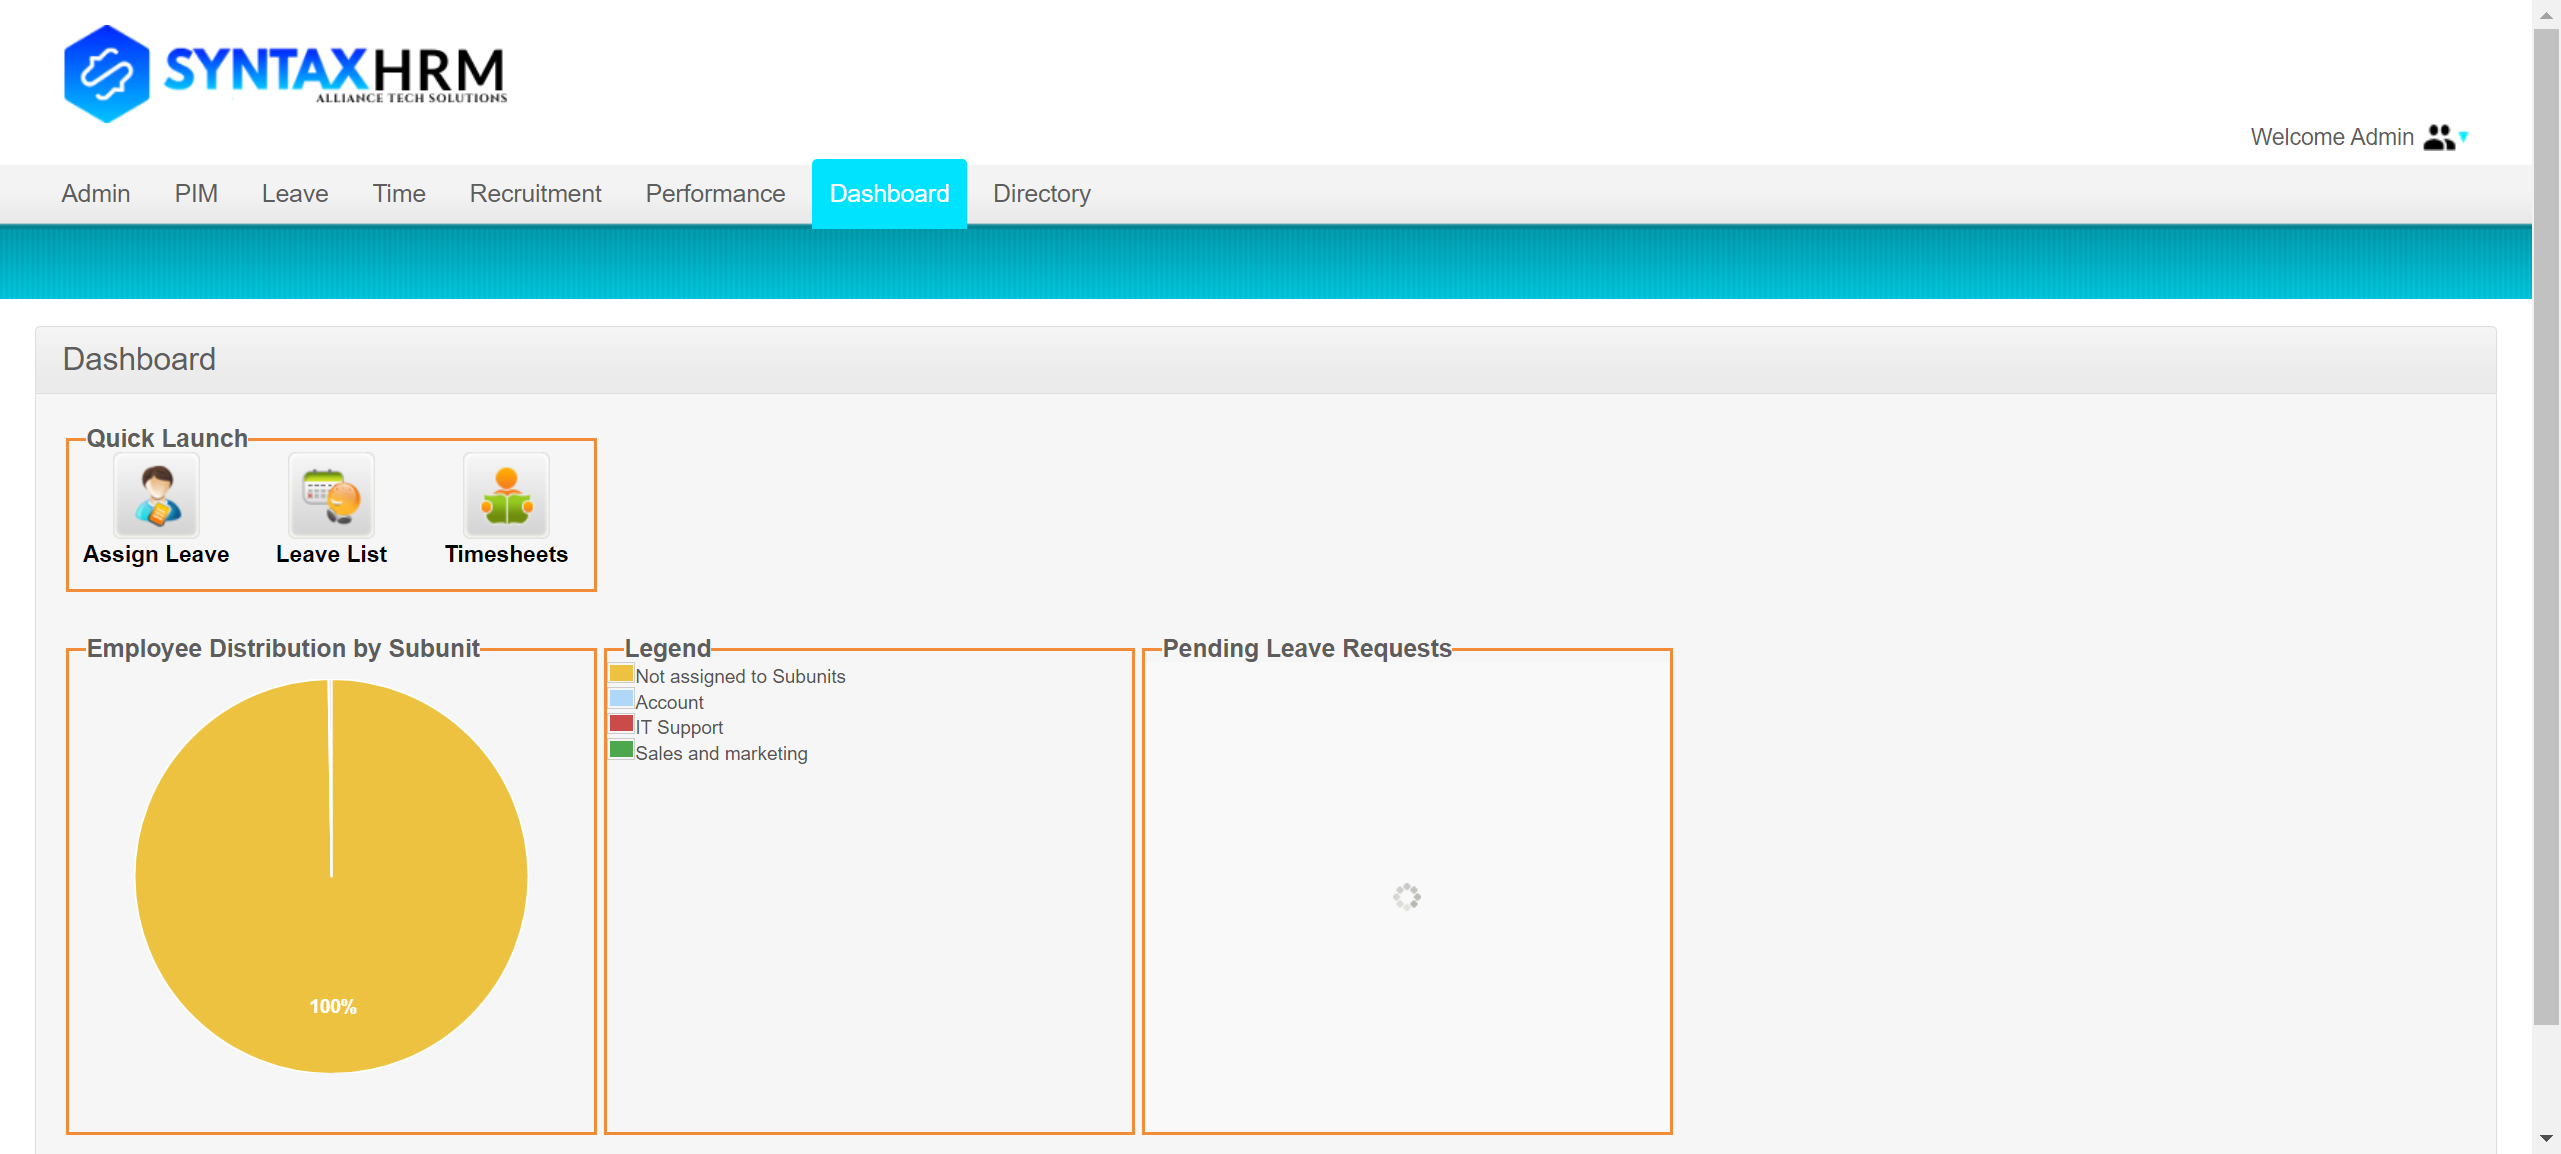 SYNTAXHRM
ALLIANCE TECH SOLUTIONS
Welcome Admin
Admin PIM Leave Time Recruitment Performance Dashboard Directory
Dashboard
Quick Launch
Assign Leave Leave List Timesheets
Employee Distribution by Subunit
100%
Legend
Not assigned to Subunits
Account
IT Support
Sales and marketing
Pending Leave Requests